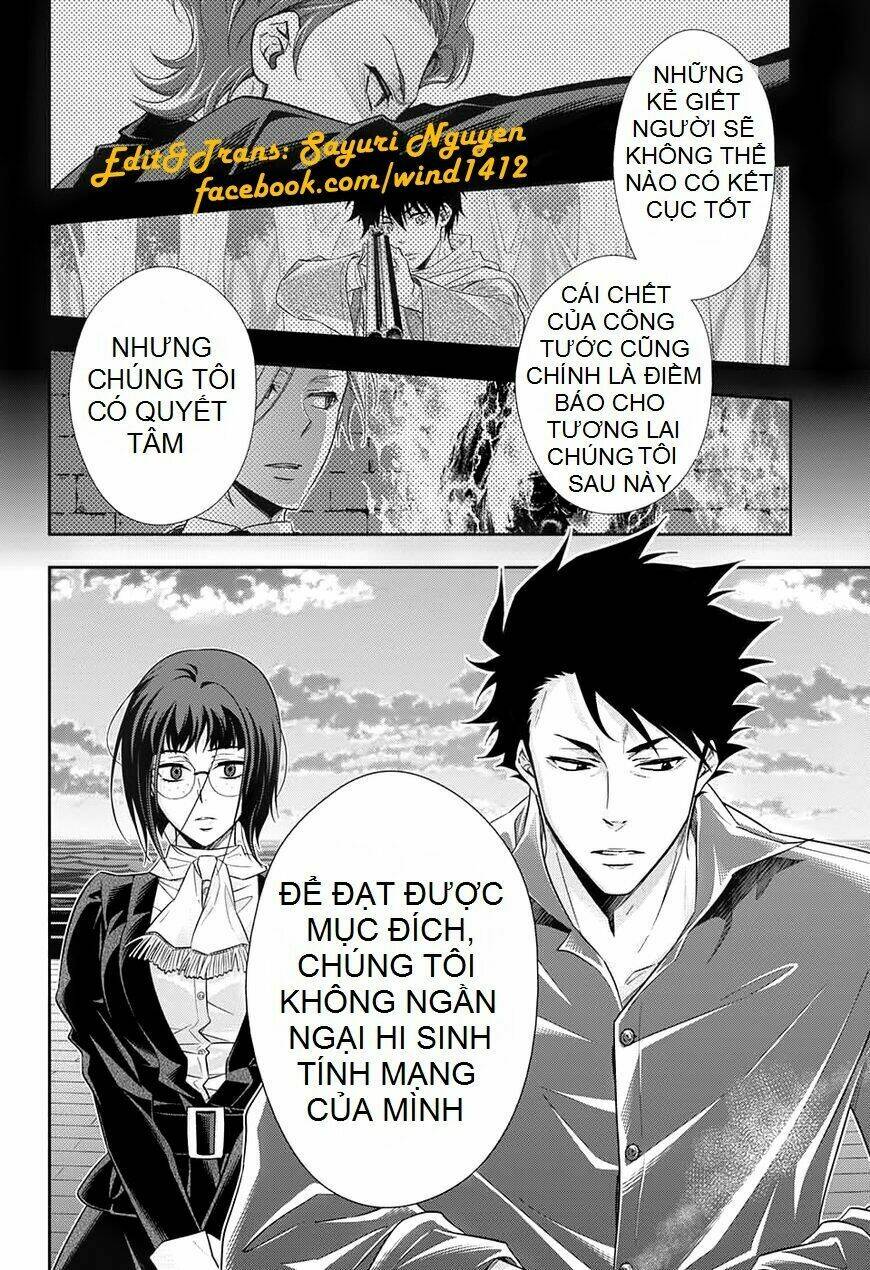 NHỮNG
KẺ GIẾT
NGƯỜI SẼ
KHÔNG THỂ
NÀO CÓ KẾT
CỤC TỐT
Edit&Trans: Sayuri Nguyen
facebook.com/wind1412
CÁI CHẾT
CỦA CÔNG
TƯỚC CŨNG
CHÍNH LÀ ĐIỀM
BÁO CHO
TƯƠNG LAI
CHÚNG TÔI
SAU NÀY
NHƯNG
CHÚNG TÔI
CÓ QUYẾT
TÂM
ĐỂ ĐẠT ĐƯỢC
MỤC ĐÍCH,
CHÚNG TÔI
KHÔNG NGẦN
NGẠI HI SINH
TÍNH MẠNG
CỦA MÌNH